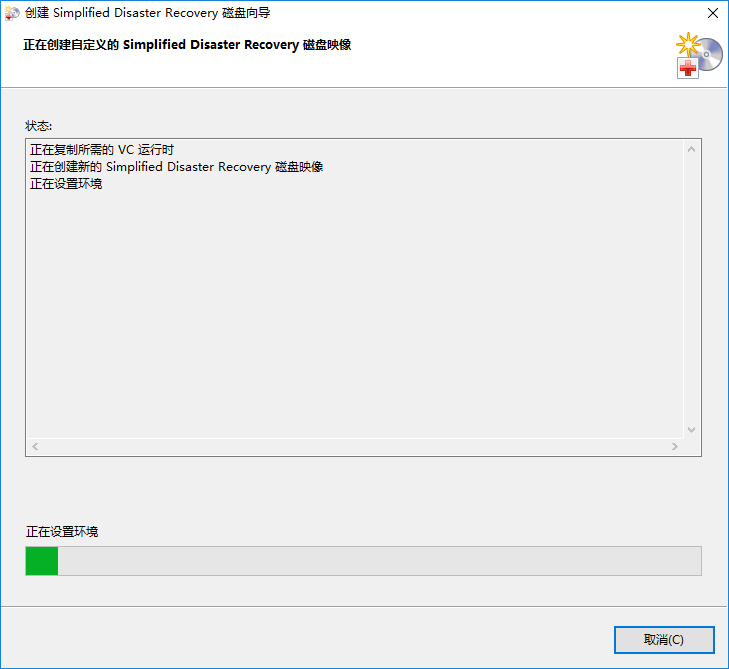 创建 Simplified Disaster Recovery 磁盘向导
正在创建自定义的 Simplified Disaster Recovery 磁盘映像
状态:
正在复制所需的 VC 运行时
正在创建新的 Simplified Disaster Recovery 磁盘映像
正在设置环境
正在设置环境
取消(C)